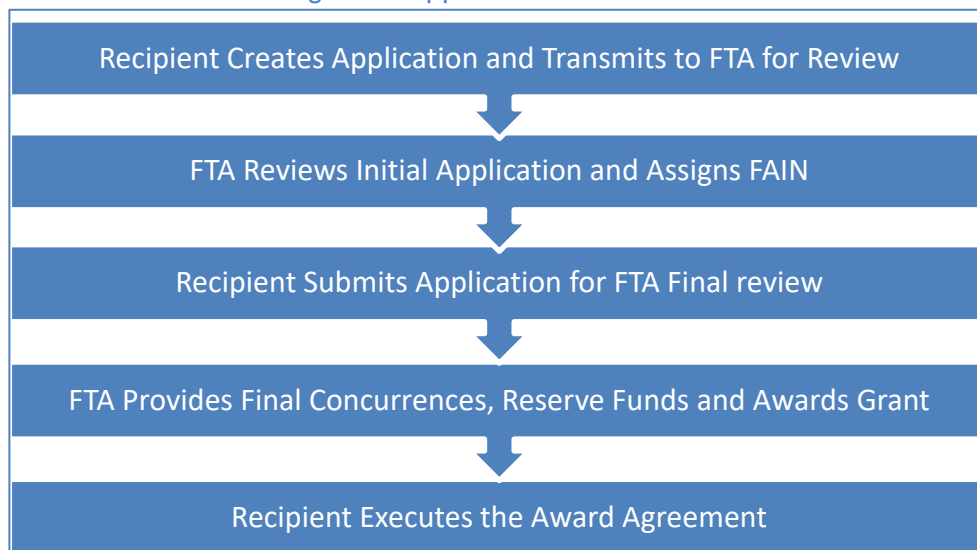 Recipient Creates Application and Transmits to FTA for Review
FTA Reviews Initial Application and Assigns FAIN
Recipient Submits Application for FTA Final review
FTA Provides Final Concurrences, Reserve Funds and Awards Grant
Recipient Executes the Award Agreement